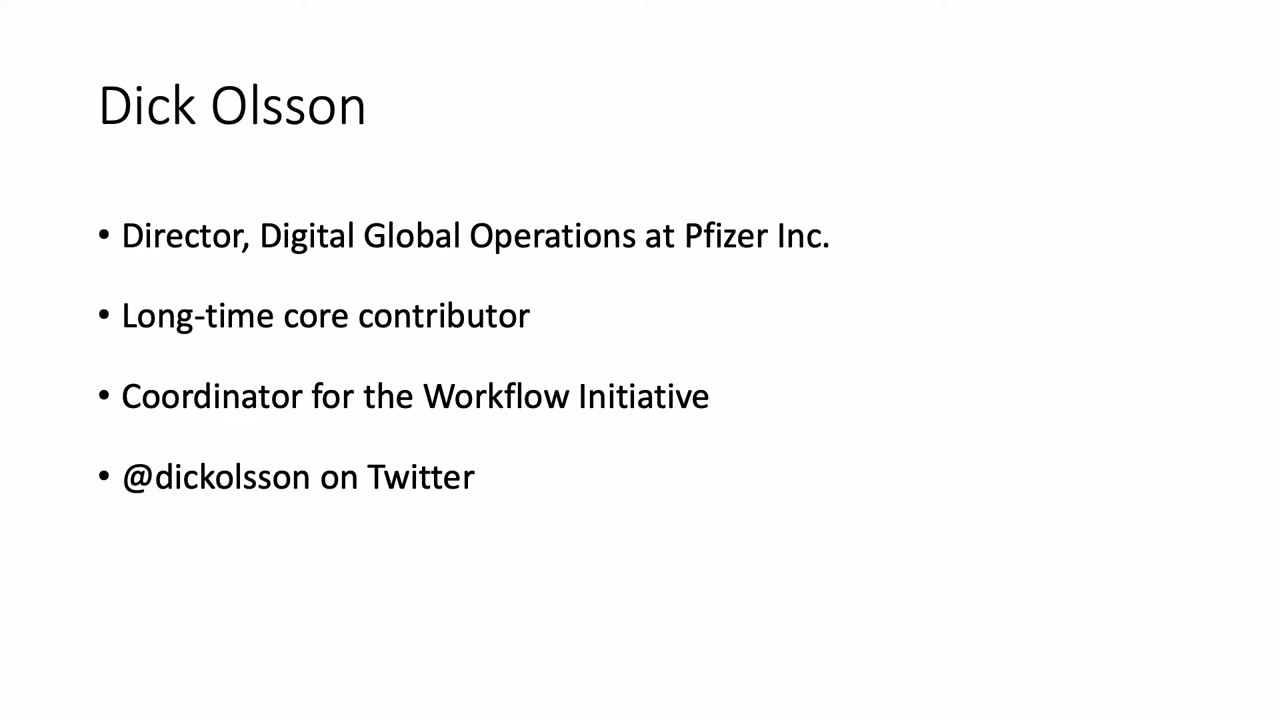 Dick Olsson
• Director, Digital Global Operations at Pfizer Inc.
• Long-time core contributor
• Coordinator for the Workflow Initiative
• @dickolsson on Twitter